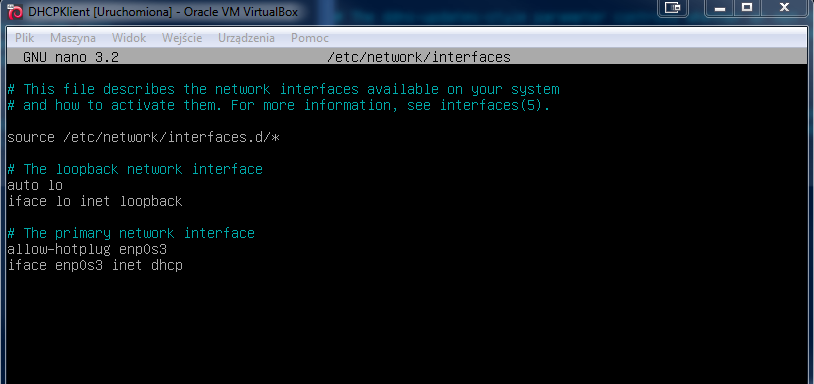 DHCPKlient [Uruchomiona] - Oracle VM VirtualBox
Plik Maszyna Widok Wejście Urządzenia Pomoc
GNU nano 3.2 /etc/network/interfaces
# This file describes the network interfaces available on your system
# and how to activate them. For more information, see interfaces(5).
source /etc/network/interfaces.d/*
# The loopback network interface
auto lo
iface lo inet loopback
# The primary network interface
allow-hotplug enp0s3
iface enp0s3 inet dhcp